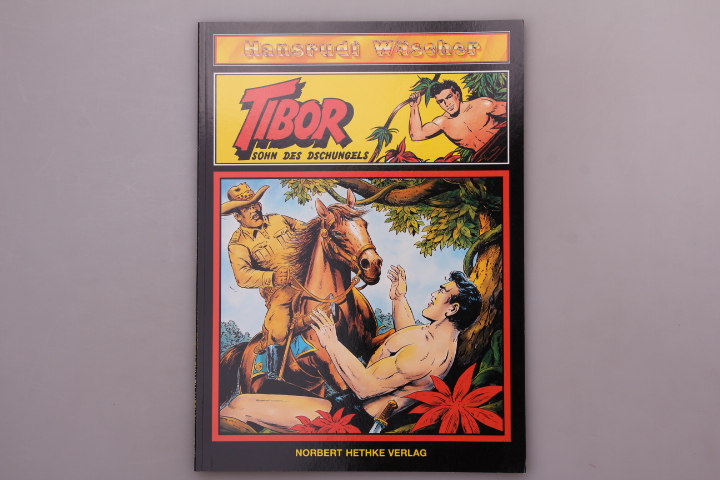 Hansrudi Wäscher
TIBOR
SOHN DES DSCHUNGELS
NORBERT HETHKE VERLAG